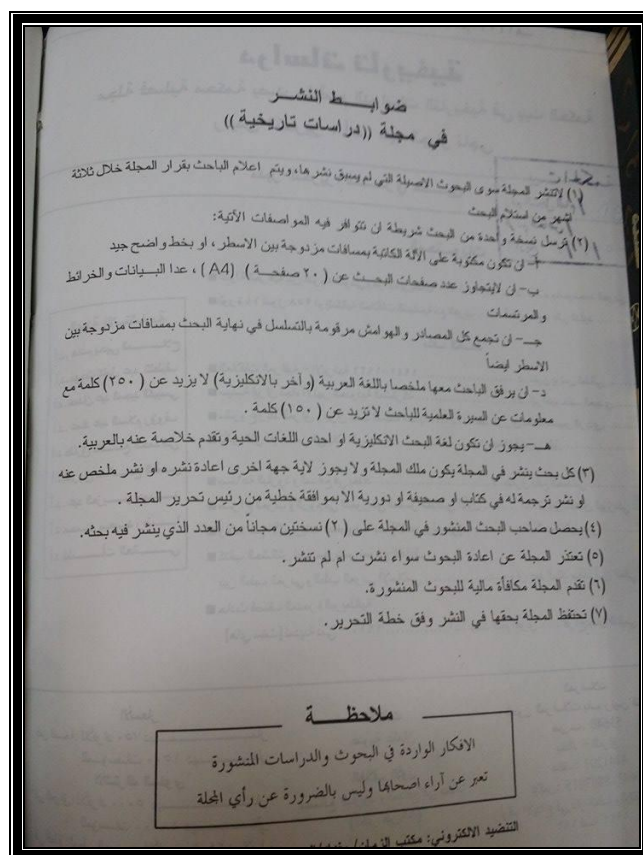 ضوابط النشر
في مجلة ((دراسات تاريخية))
(١) لاتنشر المجلة سوى البحوث الاصيلة التي لم يسبق نشرها، ويتم اعلام الباحث بقرار المجلة خلال ثلاثة
اشهر من استلام البحث
(٢) ترسل نسخة واحدة من البحث شريطة ان تتوافر فيه المواصفات الآتية:
أ- ان تكون مكتوبة على الآلة الكاتبة بمسافات مزدوجة بين الاسطر، او بخط واضح جيد
ب- ان لايتجاوز عدد صفحات البحث عن (٢٠ صفحة) (A4)، عدا البيانات والخرائط
والمرتسمات
جـ- ان تجمع كل المصادر والهوامش مرقومة بالتسلسل في نهاية البحث بمسافات مزدوجة بين
الاسطر ايضاً
د- ان يرفق الباحث معها ملخصا باللغة العربية (وآخر بالانكليزية) لا يزيد عن (٢٥٠) كلمة مع
معلومات عن السيرة العلمية للباحث لا تزيد عن (١٥٠) كلمة .
هـ- يجوز ان تكون لغة البحث الانكليزية او احدى اللغات الحية وتقدم خلاصة عنه بالعربية.
(٣) كل بحث ينشر في المجلة يكون ملك المجلة ولا يجوز لاية جهة اخرى اعادة نشره او نشر ملخص عنه
او نشر ترجمة له في كتاب او صحيفة او دورية الا بموافقة خطية من رئيس تحرير المجلة .
(٤) يحصل صاحب البحث المنشور في المجلة على (٢) نسختين مجاناً من العدد الذي ينشر فيه بحثه.
(٥) تعتذر المجلة عن اعادة البحوث سواء نشرت ام لم تنشر .
(٦) تقدم المجلة مكافأة مالية للبحوث المنشورة.
(٧) تحتفظ المجلة بحقها في النشر وفق خطة التحرير .
ملاحظة
الافكار الواردة في البحوث والدراسات المنشورة
تعبر عن آراء اصحابها وليس بالضرورة عن رأي المجلة
التنضيد الالكتروني: مكتب الزمان/